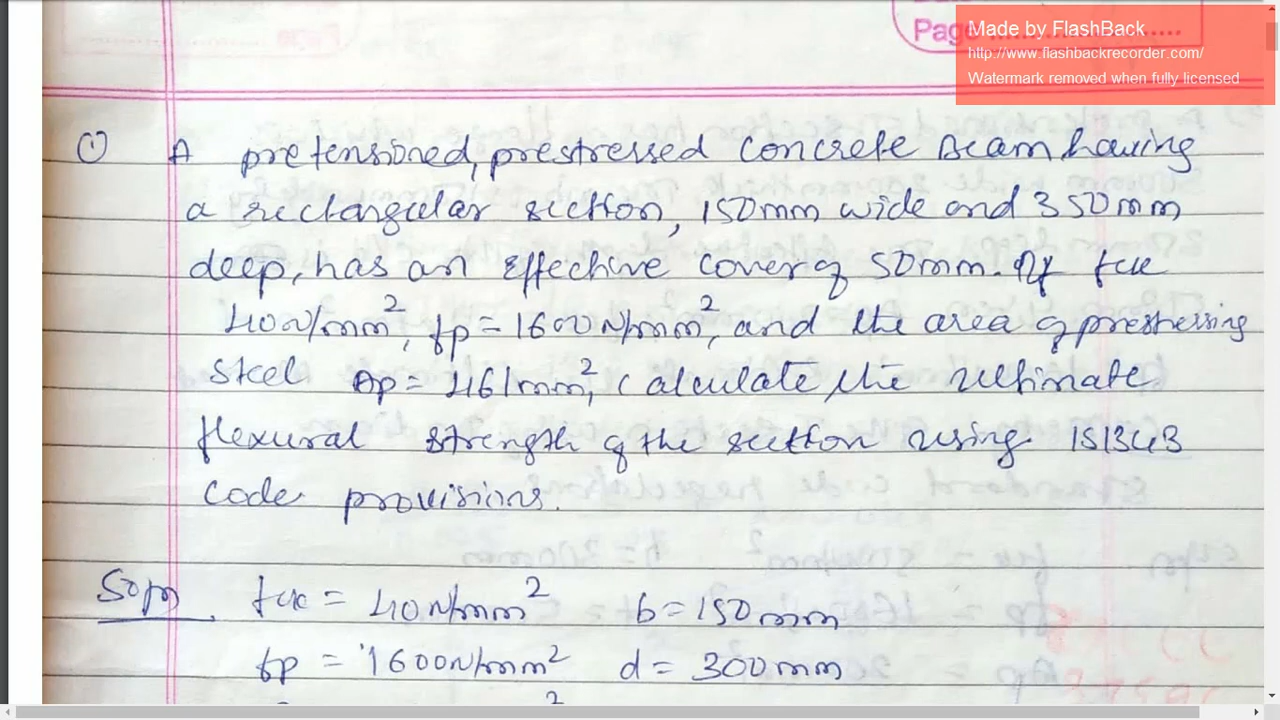 Page ..................
Made by FlashBack
http://www.flashbackrecorder.com/
Watermark removed when fully licensed
① A pretensioned, prestressed concrete Beam having
a rectangular section, 150mm wide and 350mm
deep, has an effective cover of 50mm. If fck
40N/mm², fp = 1600N/mm², and the area of prestressing
steel Ap = 461mm², Calculate the ultimate
flexural strength of the section using IS1343
code provisions.
Soln. fck = 40N/mm² b = 150mm
fp = 1600N/mm² d = 300mm